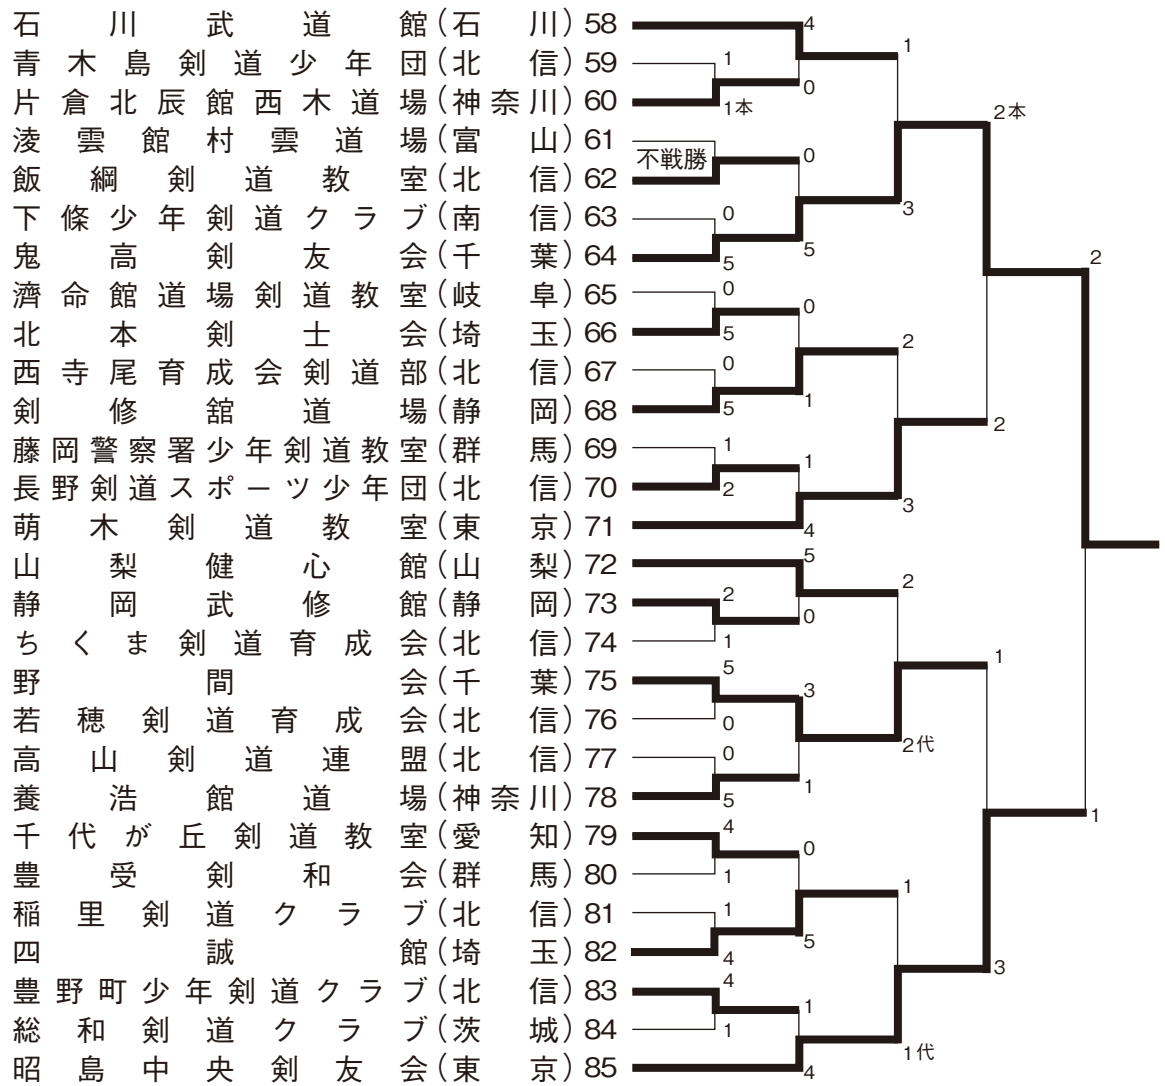 石川武道館(石川)58
青木島剣道少年団(北信)59
片倉北辰館西木道場(神奈川)60
淩雲館村雲道場(富山)61
飯綱剣道教室(北信)62
下條少年剣道クラブ(南信)63
鬼高剣友会(千葉)64
濟命館道場剣道教室(岐阜)65
北本剣士会(埼玉)66
西寺尾育成会剣道部(北信)67
剣修舘道場(静岡)68
藤岡警察署少年剣道教室(群馬)69
長野剣道スポーツ少年団(北信)70
萌木剣道教室(東京)71
山梨健心館(山梨)72
静岡武修館(静岡)73
ちくま剣道育成会(北信)74
野間会(千葉)75
若穂剣道育成会(北信)76
高山剣道連盟(北信)77
養浩館道場(神奈川)78
千代が丘剣道教室(愛知)79
豊受剣和会(群馬)80
稲里剣道クラブ(北信)81
四誠館(埼玉)82
豊野町少年剣道クラブ(北信)83
総和剣道クラブ(茨城)84
昭島中央剣友会(東京)85
1
1本
不戦勝
0
5
0
5
0
5
1
2
2
1
5
0
0
5
4
1
1
4
4
1
4
0
0
5
0
1
1
4
5
0
3
1
0
5
1
4
1
3
2
3
2
2代
1
1代
2本
2
1
3
2
1